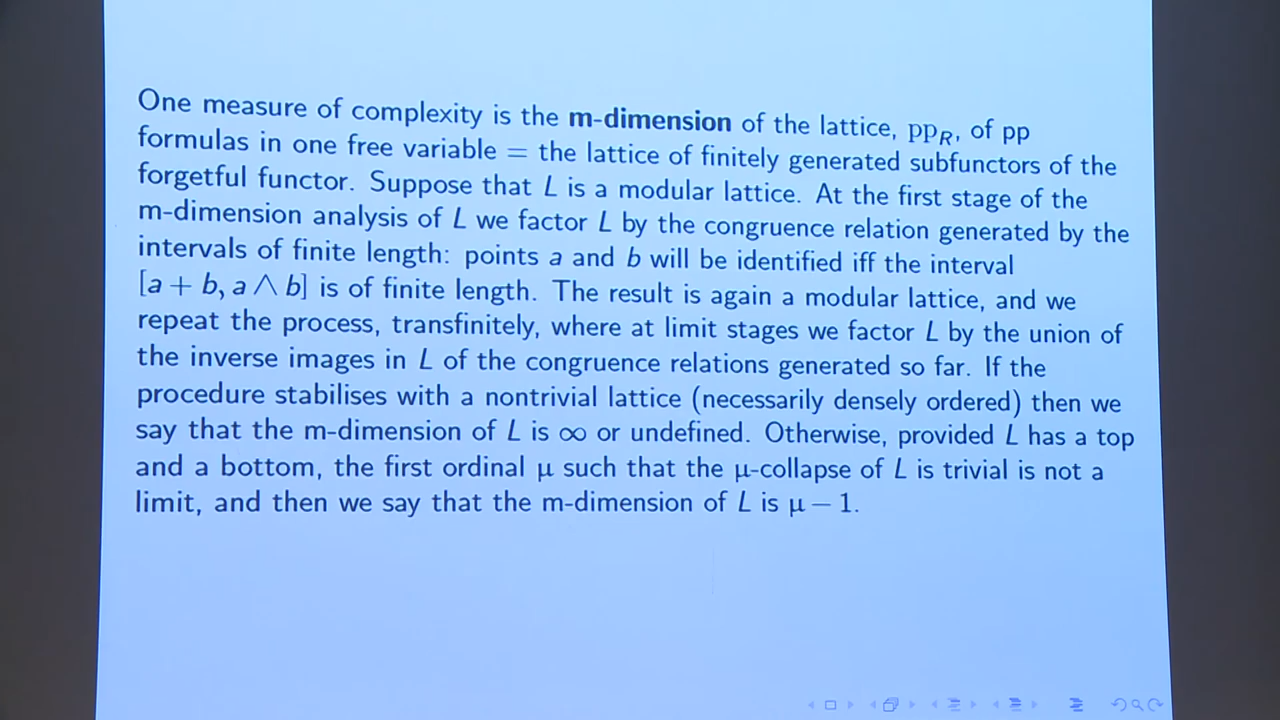 One measure of complexity is the m-dimension of the lattice, pp_R, of pp
formulas in one free variable = the lattice of finitely generated subfunctors of the
forgetful functor. Suppose that L is a modular lattice. At the first stage of the
m-dimension analysis of L we factor L by the congruence relation generated by the
intervals of finite length: points a and b will be identified iff the interval
[a + b, a ∧ b] is of finite length. The result is again a modular lattice, and we
repeat the process, transfinitely, where at limit stages we factor L by the union of
the inverse images in L of the congruence relations generated so far. If the
procedure stabilises with a nontrivial lattice (necessarily densely ordered) then we
say that the m-dimension of L is ∞ or undefined. Otherwise, provided L has a top
and a bottom, the first ordinal μ such that the μ-collapse of L is trivial is not a
limit, and then we say that the m-dimension of L is μ − 1.